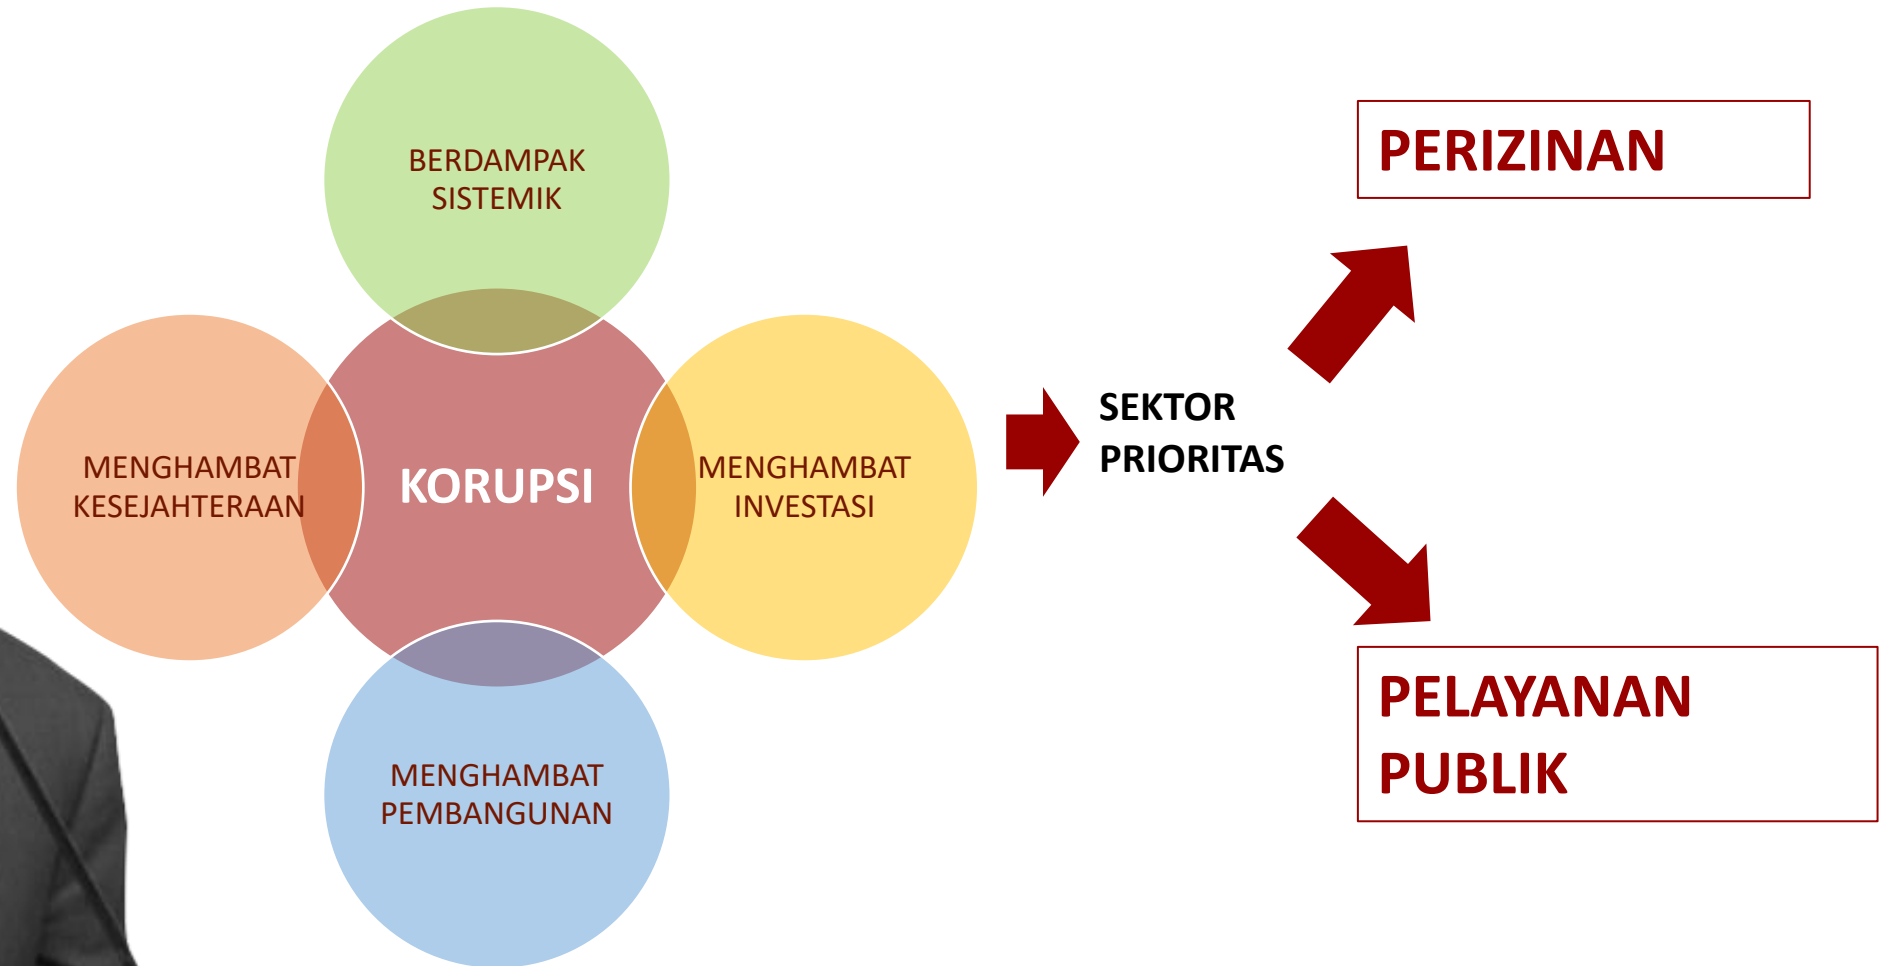 BERDAMPAK
SISTEMIK
MENGHAMBAT
KESEJAHTERAAN
KORUPSI
MENGHAMBAT
INVESTASI
MENGHAMBAT
PEMBANGUNAN
SEKTOR
PRIORITAS
PERIZINAN
PELAYANAN
PUBLIK